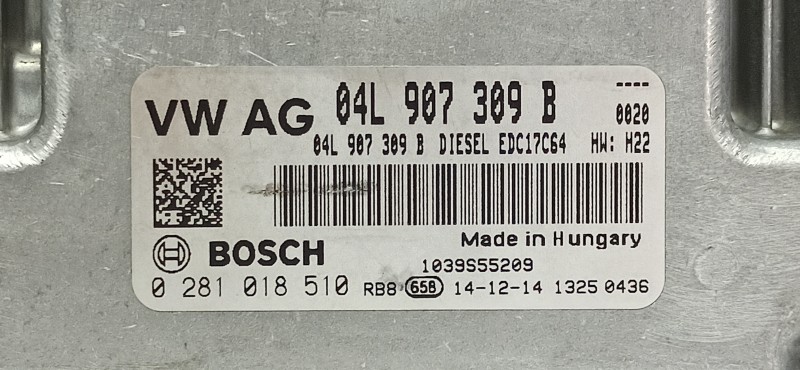 VW AG 04L 907 309 B ----
0020
04L 907 309 B DIESEL EDC17C64 HW: H22
Made in Hungary
BOSCH 1039S55209
0 281 018 510 RB8 658 14-12-14 1325 0436